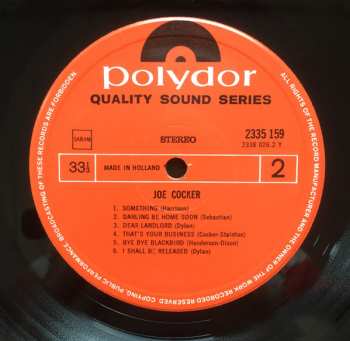 polydor
QUALITY SOUND SERIES
STEREO
2335 159
2338 026.2 Y
33⅓
MADE IN HOLLAND
2
JOE COCKER
1. SOMETHING (Harrison)
2. DARLING BE HOME SOON (Sebastian)
3. DEAR LANDLORD (Dylan)
4. THAT'S YOUR BUSINESS (Cocker-Stainton)
5. BYE BYE BLACKBIRD (Henderson-Dixon)
6. I SHALL BE RELEASED (Dylan)
ALL RIGHTS OF THE RECORD MANUFACTURER AND THE OWNER OF THE WORK RECORDED RESERVED. COPYING, PUBLIC PERFORMANCE, BROADCASTING OF THESE RECORDS ARE FORBIDDEN.